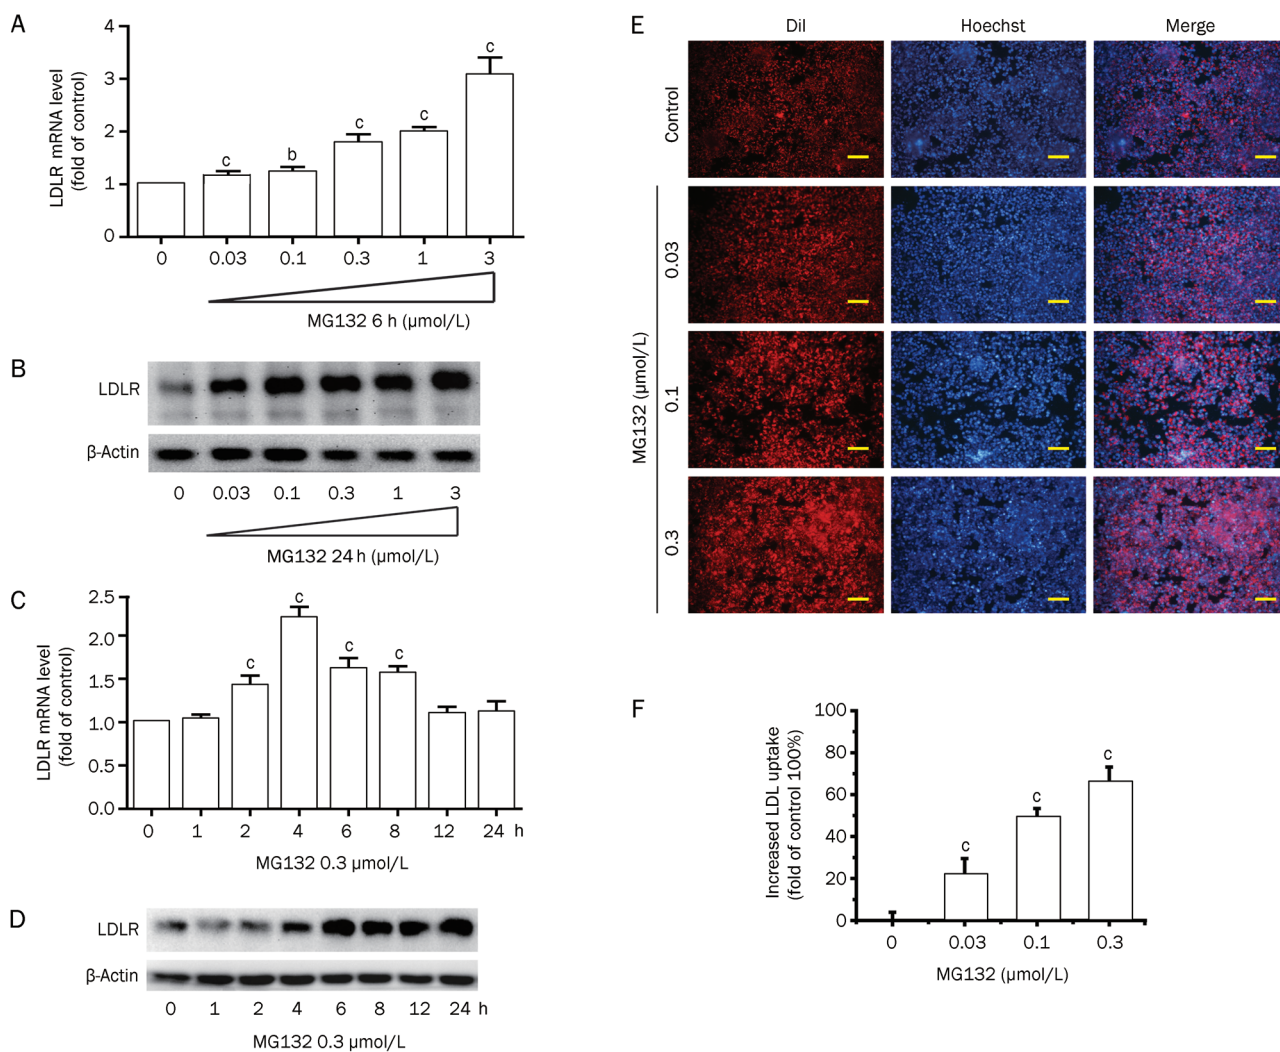 A
LDLR mRNA level
(fold of control)
4
3
2
1
0
c
b
c
c
c
0 0.03 0.1 0.3 1 3
MG132 6 h (µmol/L)
B
LDLR
β-Actin
0 0.03 0.1 0.3 1 3
MG132 24 h (µmol/L)
C
LDLR mRNA level
(fold of control)
2.5
2.0
1.5
1.0
0.5
0.0
c
c
c
c
0 1 2 4 6 8 12 24 h
MG132 0.3 µmol/L
D
LDLR
β-Actin
0 1 2 4 6 8 12 24 h
MG132 0.3 µmol/L
E
DiI Hoechst Merge
Control
MG132 (µmol/L)
0.03
0.1
0.3
F
Increased LDL uptake
(fold of control 100%)
100
80
60
40
20
0
c
c
c
0 0.03 0.1 0.3
MG132 (µmol/L)